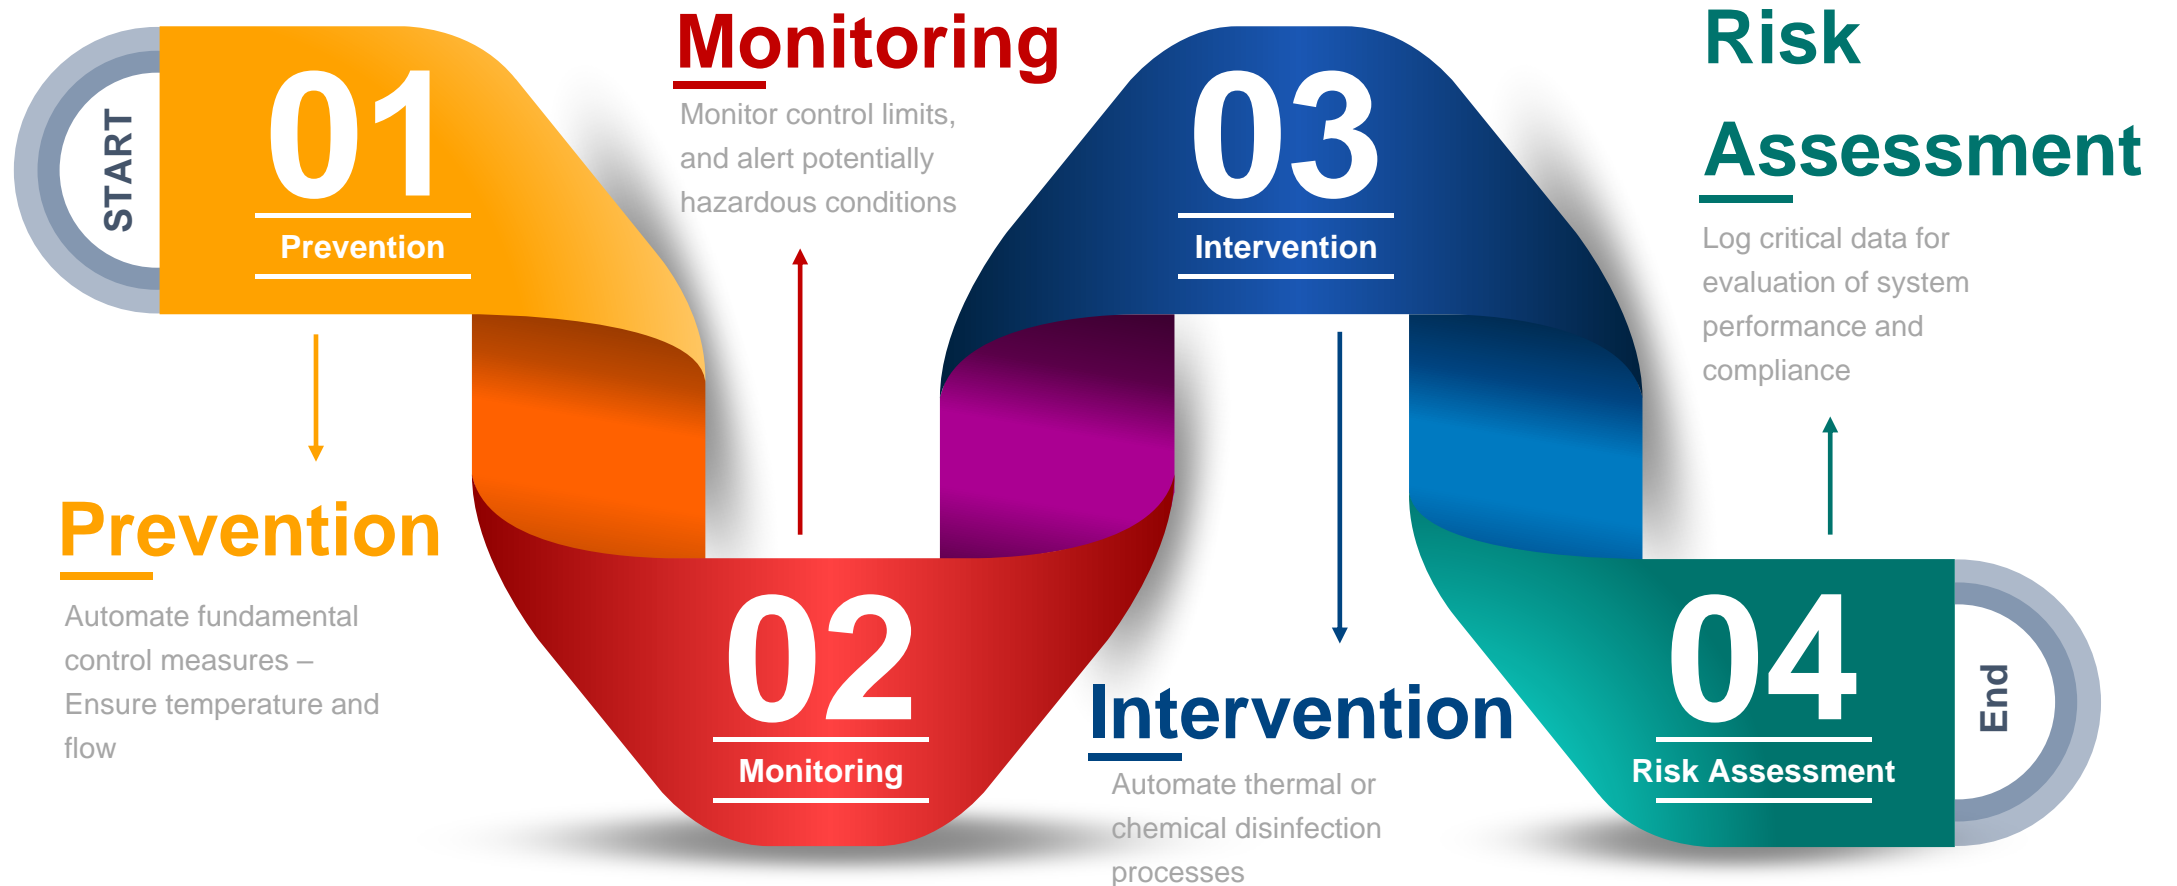 START
01
Prevention
Prevention
Automate fundamental
control measures –
Ensure temperature and
flow
Monitoring
Monitor control limits,
and alert potentially
hazardous conditions
02
Monitoring
03
Intervention
Intervention
Automate thermal or
chemical disinfection
processes
Risk
Assessment
Log critical data for
evaluation of system
performance and
compliance
04
Risk Assessment
End